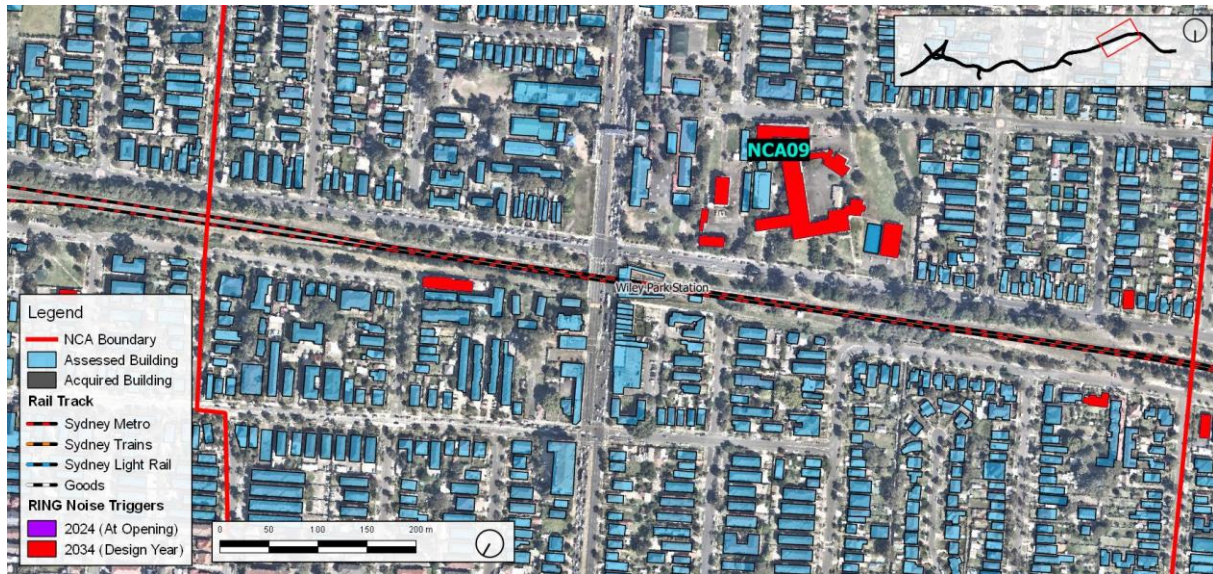 NCA09
Wiley Park Station
Legend
NCA Boundary
Assessed Building
Acquired Building
Rail Track
Sydney Metro
Sydney Trains
Sydney Light Rail
Goods
RING Noise Triggers
2024 (At Opening)
2034 (Design Year)
0 50 100 150 200 m